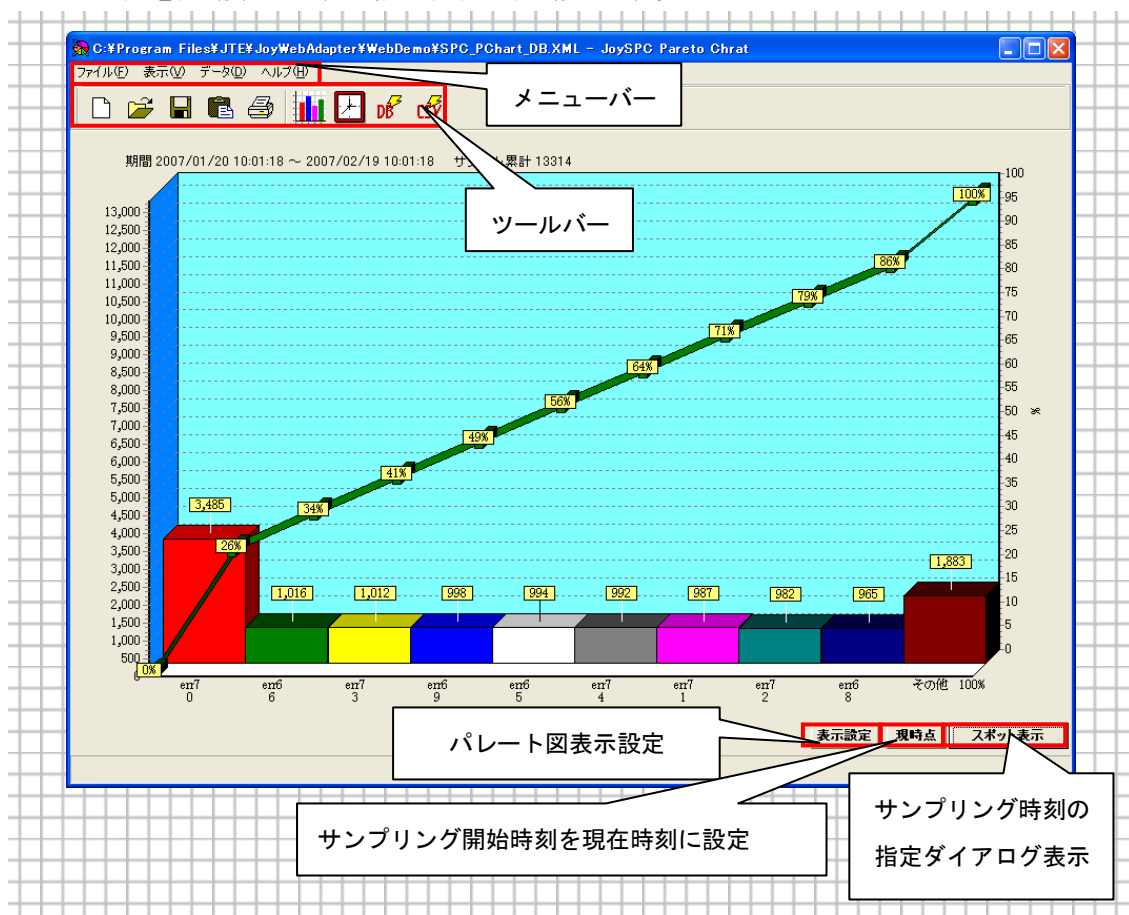 C:¥Program Files¥JTE¥JoyWebAdapter¥WebDemo¥SPC_PChart_DB.XML - JoySPC Pareto Chrat
ファイル(F) 表示(V) データ(D) ヘルプ(H)
メニューバー
DB
CSV
期間 2007/01/20 10:01:18 ～ 2007/02/19 10:01:18 サンプル累計 13314
ツールバー
13,000
12,500
12,000
11,500
11,000
10,500
10,000
9,500
9,000
8,500
8,000
7,500
7,000
6,500
6,000
5,500
5,000
4,500
4,000
3,500
3,000
2,500
2,000
1,500
1,000
500
0
100
95
90
85
80
75
70
65
60
55
50
45
40
35
30
25
20
15
10
5
0
%
0%
26%
34%
41%
49%
56%
64%
71%
79%
86%
100%
3,485
1,016
1,012
998
994
992
987
982
965
1,883
err7 0
err6 6
err7 3
err6 9
err6 5
err7 4
err7 1
err7 2
err6 8
その他 100%
表示設定
現時点
スポット表示
パレート図表示設定
サンプリング開始時刻を現在時刻に設定
サンプリング時刻の
指定ダイアログ表示